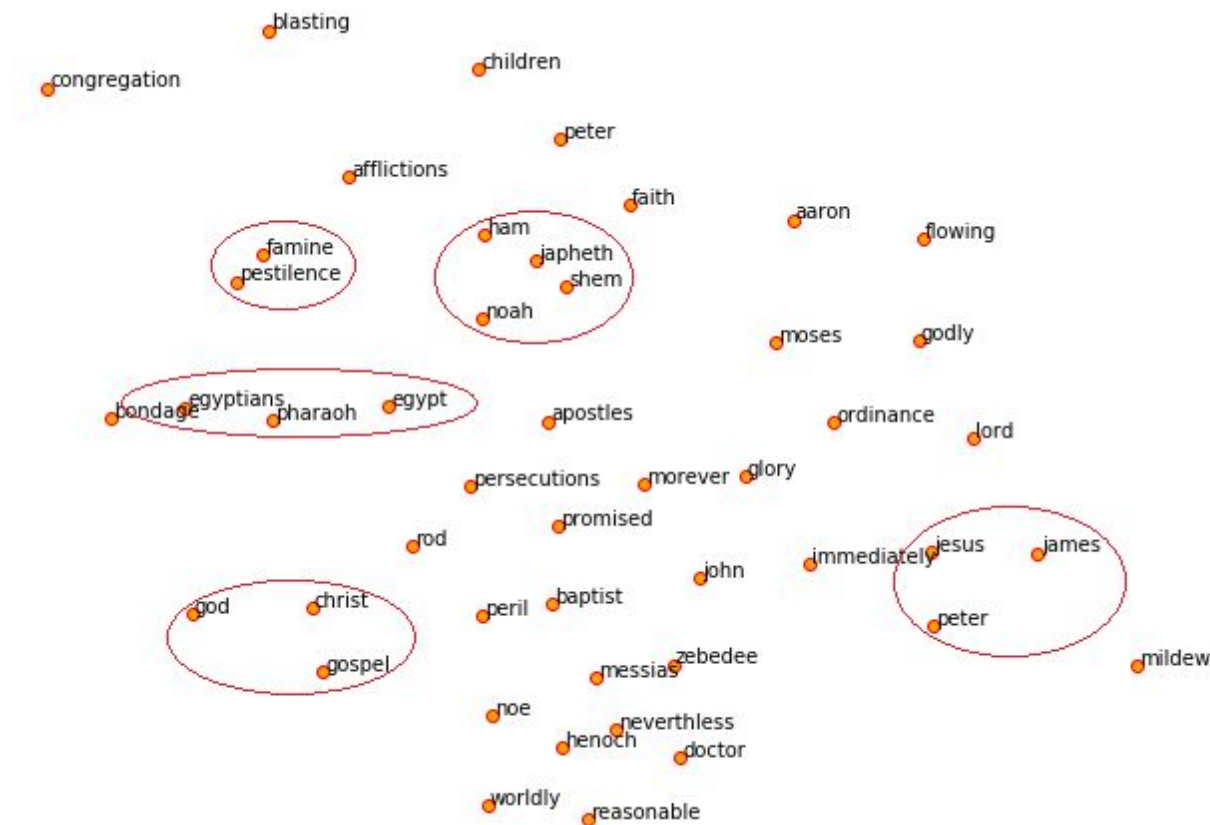 blasting
children
congregation
peter
afflictions
faith
aaron
ham
flowing
famine
japheth
pestilence
shem
noah
moses
godly
egyptians
egypt
bondage
pharaoh
apostles
ordinance
lord
persecutions
morever
glory
promised
rod
jesus
james
immediately
john
god
christ
peril
baptist
peter
gospel
messias
zebedee
mildew
noe
neverthless
henoch
doctor
worldly
reasonable